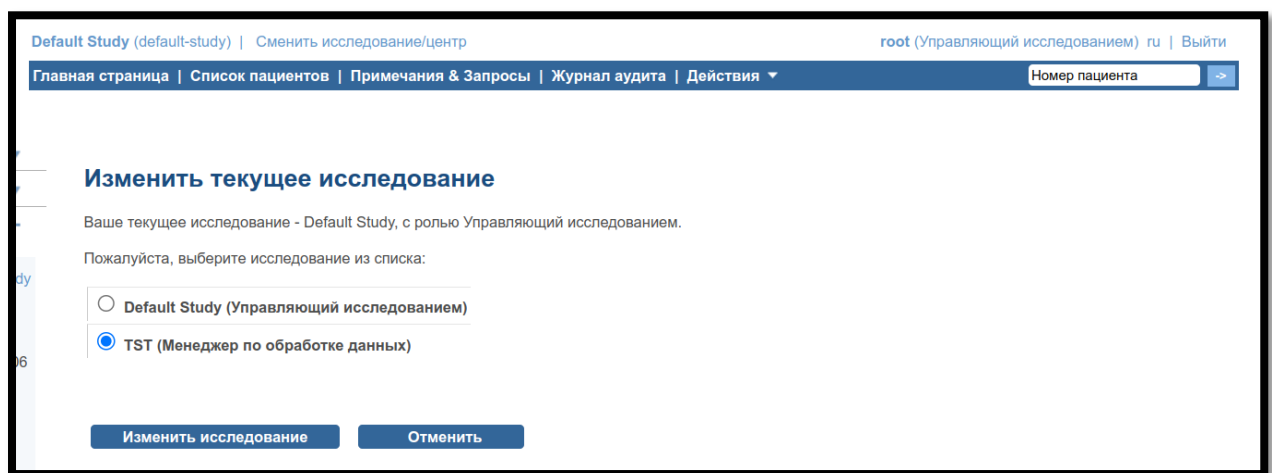 Default Study (default-study) | Сменить исследование/центр root (Управляющий исследованием) ru | Выйти
Главная страница | Список пациентов | Примечания & Запросы | Журнал аудита | Действия Номер пациента ->
Изменить текущее исследование
Ваше текущее исследование - Default Study, с ролью Управляющий исследованием.
Пожалуйста, выберите исследование из списка:
dy
Default Study (Управляющий исследованием)
TST (Менеджер по обработке данных)
06
Изменить исследование Отменить